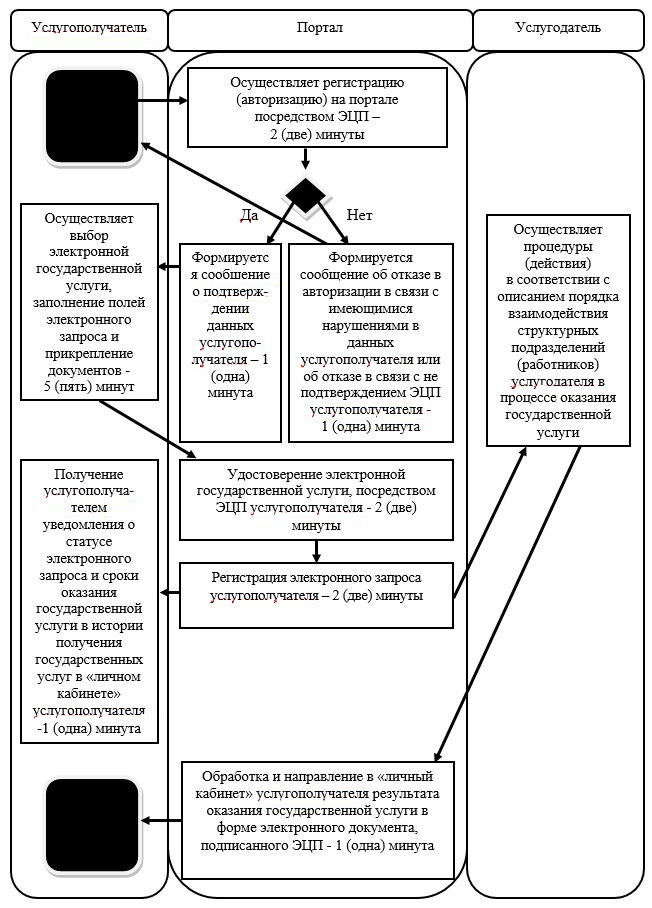 Услугополучатель
Портал
Услугодатель
Осуществляет регистрацию
(авторизацию) на портале
посредством ЭЦП –
2 (две) минуты
Да
Нет
Осуществляет
выбор
электронной
государственной
услуги,
заполнение полей
электронного
запроса и
прикрепление
документов -
5 (пять) минут
Формируетс
я сообшение
о подтверж-
дении
данных
услугопо-
лучателя – 1
(одна)
минута
Формируется
сообщение об отказе в
авторизации в связи с
имеющимися
нарушениями в
данных
услугополучателя или
об отказе в связи с не
подтверждением ЭЦП
услугополучателя -
1 (одна) минута
Осуществляет
процедуры
(действия)
в соответствии с
описанием порядка
взаимодействия
структурных
подразделений
(работников)
услугодателя в
процессе оказания
государственной
услуги
Удостоверение электронной
государственной услуги, посредством
ЭЦП услугополучателя - 2 (две)
минуты
Получение
услугополуча-
телем
уведомления о
статусе
электронного
запроса и сроки
оказания
государственной
услуги в истории
получения
государственных
услуг в «личном
кабинете»
услугополучателя
-1 (одна) минута
Регистрация электронного запроса
услугополучателя – 2 (две) минуты
Обработка и направление в «личный
кабинет» услугополучателя результата
оказания государственной услуги в
форме электронного документа,
подписанного ЭЦП - 1 (одна) минута